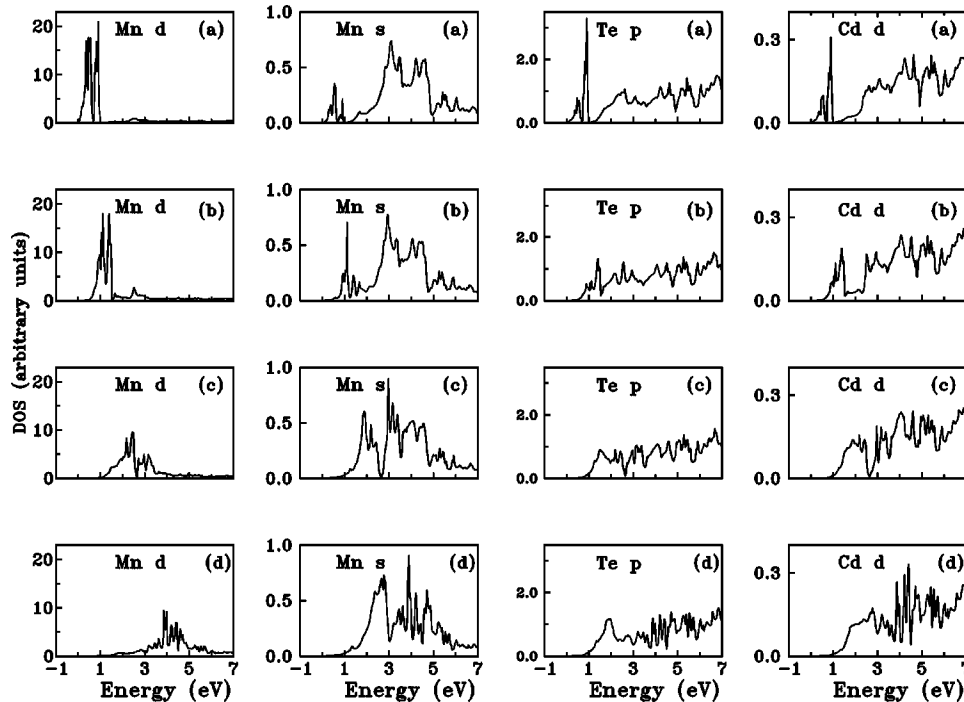 20 Mn d (a) 1.0 Mn s (a) Te p (a) 0.3 Cd d (a)
10 0.5 2.0
0 0.0 0.0 0.0
20 Mn d (b) 1.0 Mn s (b) Te p (b) 0.3 Cd d (b)
10 0.5 2.0
0 0.0 0.0 0.0
DOS (arbitrary units)
20 Mn d (c) 1.0 Mn s (c) Te p (c) 0.3 Cd d (c)
10 0.5 2.0
0 0.0 0.0 0.0
20 Mn d (d) 1.0 Mn s (d) Te p (d) 0.3 Cd d (d)
10 0.5 2.0
0 0.0 0.0 0.0
-1 1 3 5 7 -1 1 3 5 7 -1 1 3 5 7 -1 1 3 5 7
Energy (eV) Energy (eV) Energy (eV) Energy (eV)